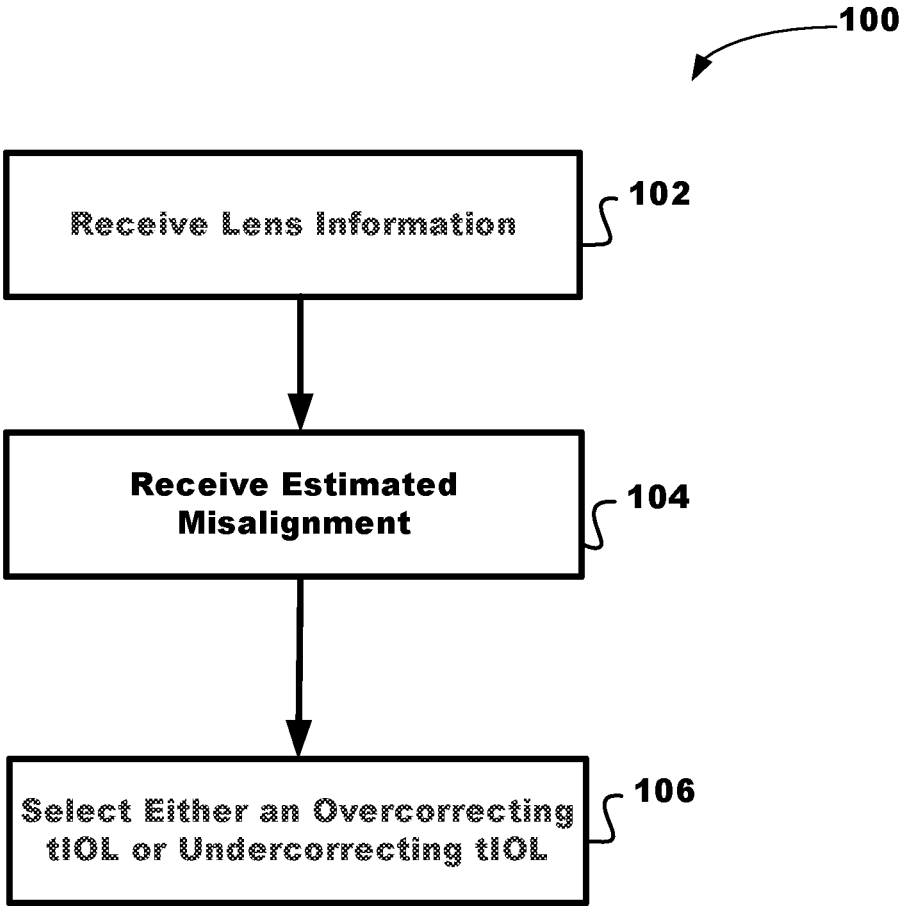 100
Receive Lens Information
102
Receive Estimated
Misalignment
104
Select Either an Overcorrecting
tIOL or Undercorrecting tIOL
106